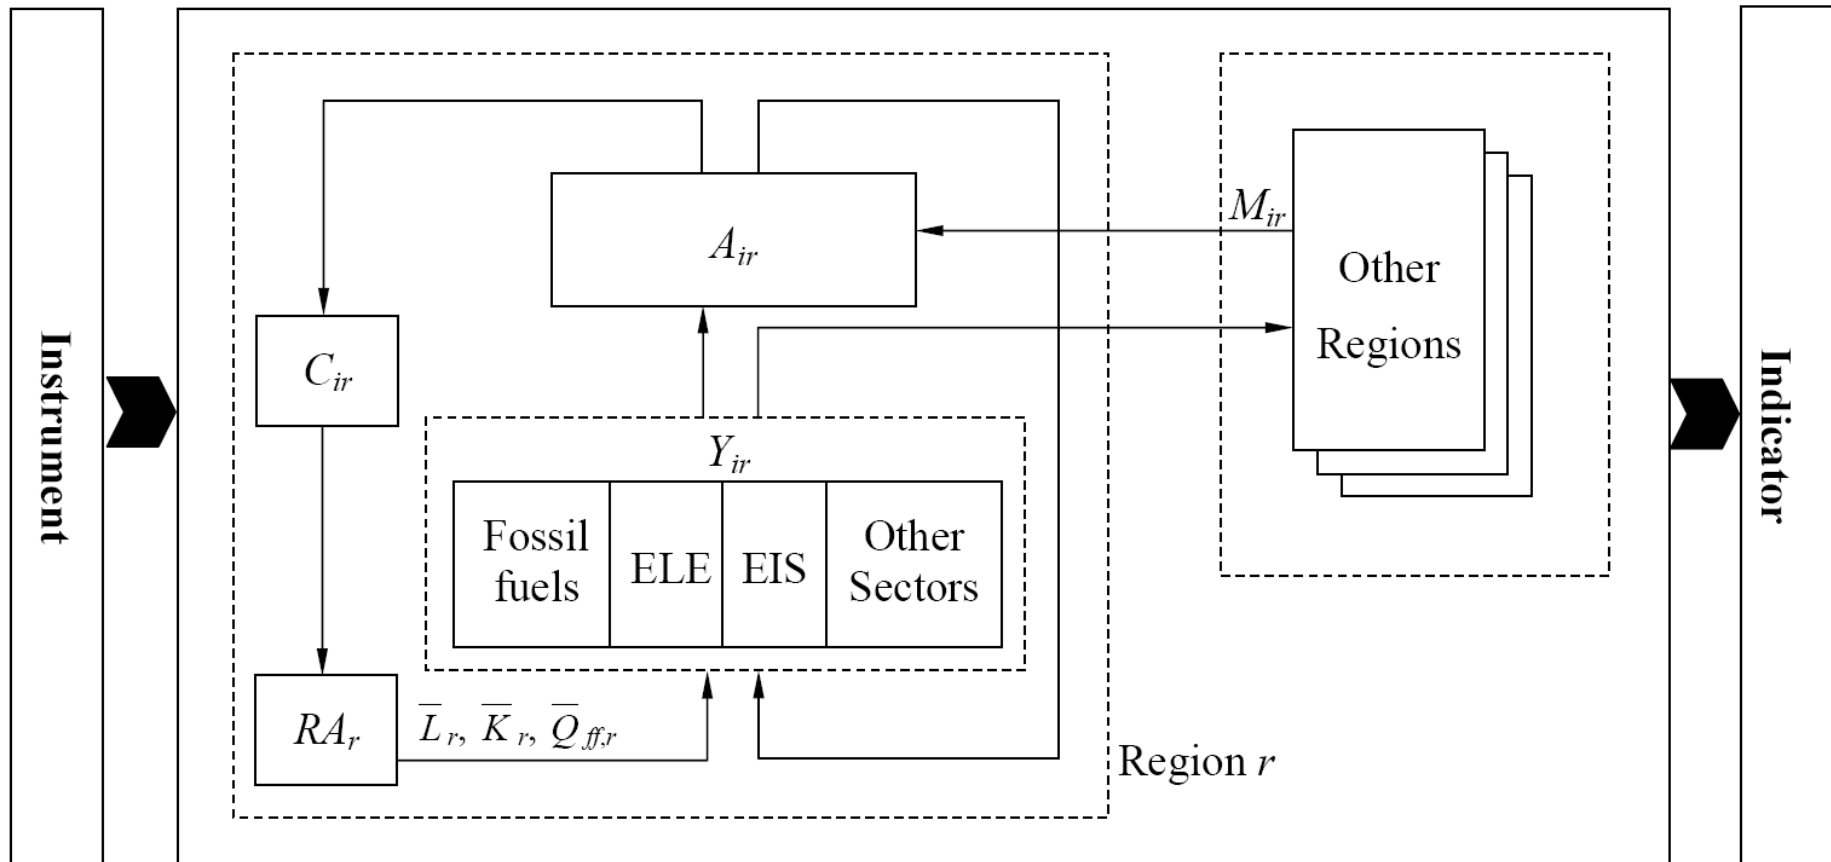 Instrument
A_ir
M_ir
Other
Regions
C_ir
Y_ir
Fossil
fuels
ELE
EIS
Other
Sectors
RA_r
L̅_r, K̅_r, Q̅_ff,r
Region r
Indicator